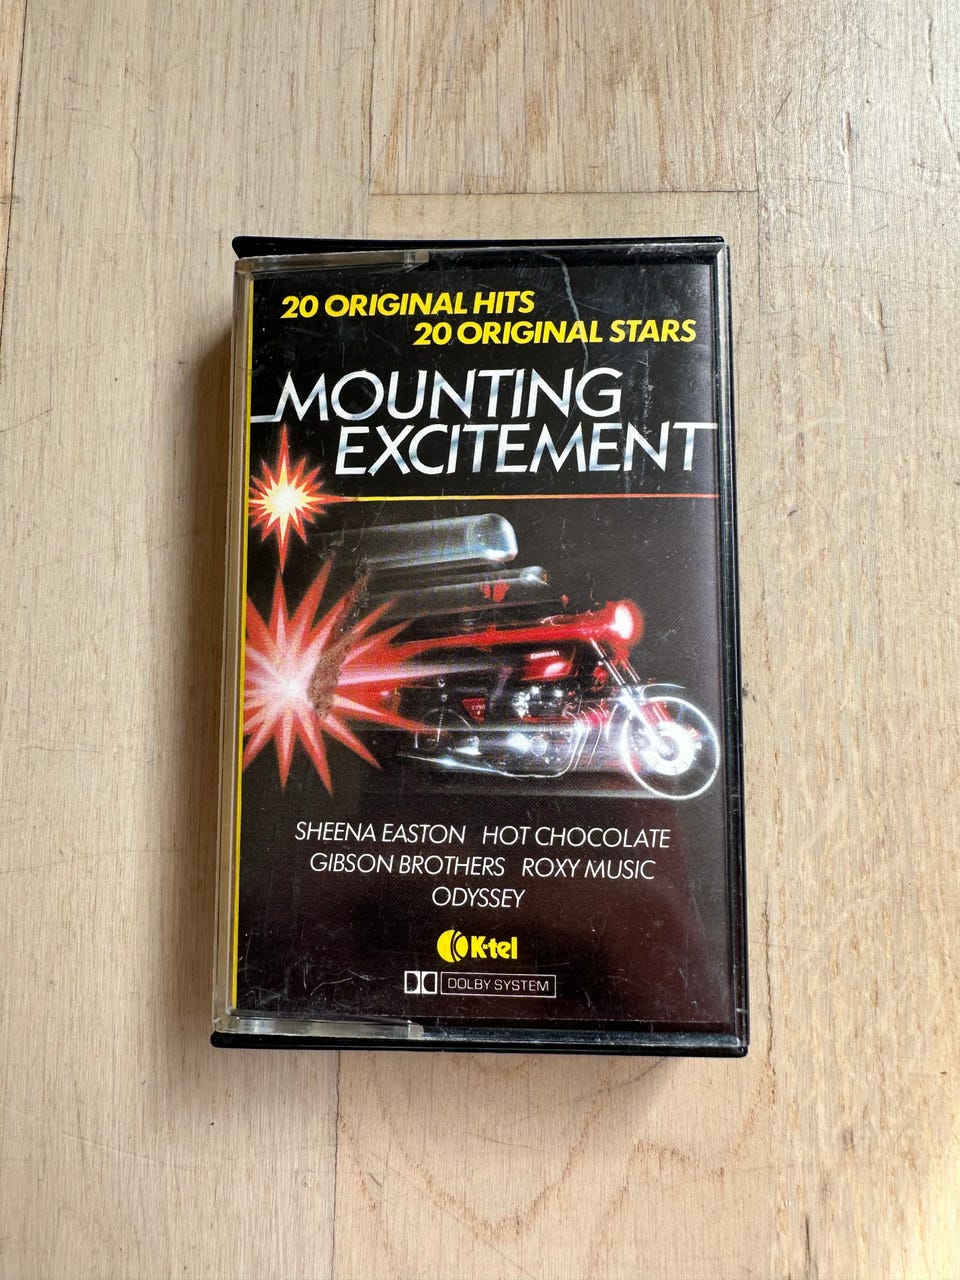 20 ORIGINAL HITS
20 ORIGINAL STARS
MOUNTING
EXCITEMENT
Kawasaki
SHEENA EASTON HOT CHOCOLATE
GIBSON BROTHERS ROXY MUSIC
ODYSSEY
K-tel
DOLBY SYSTEM